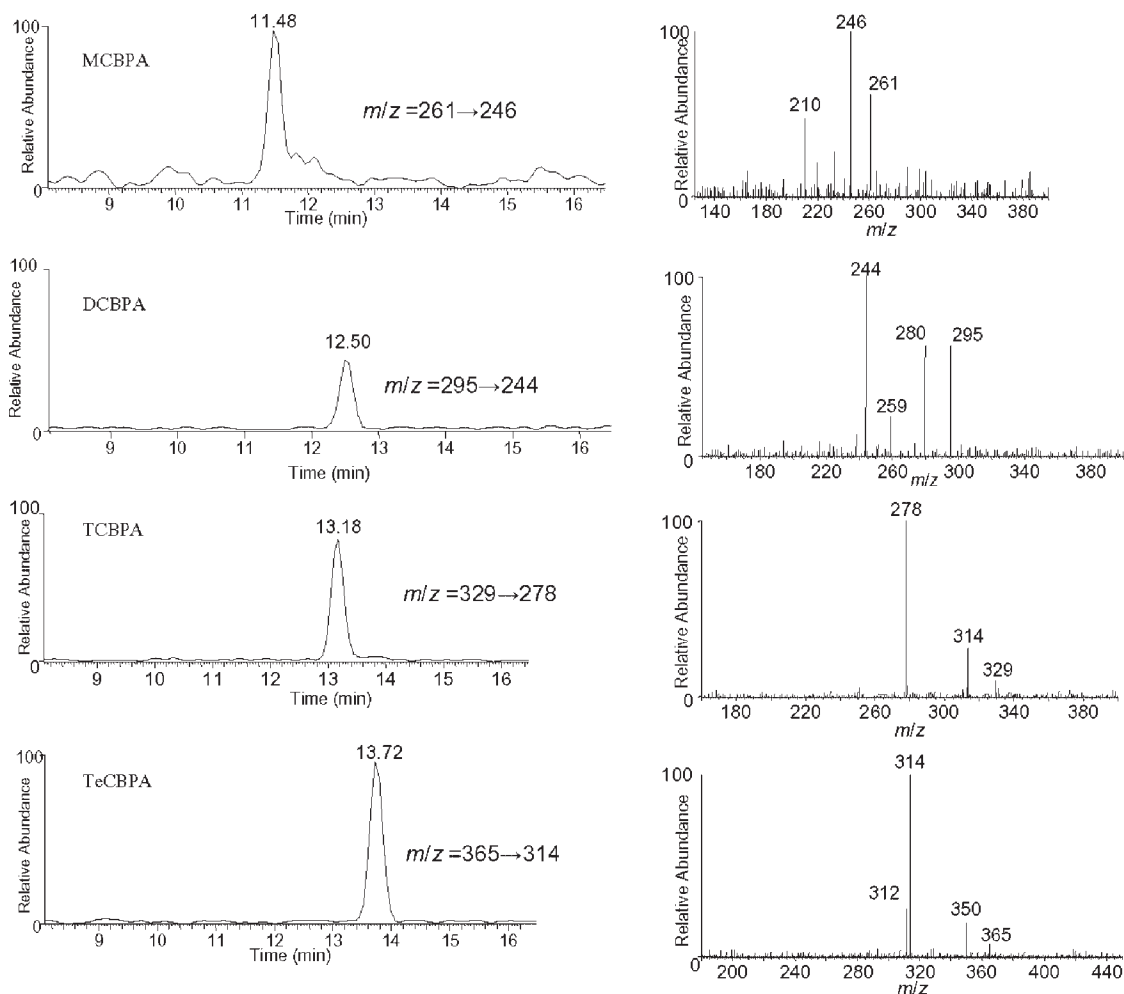 100
11.48
MCBPA
m/z =261→246
Relative Abundance
0
9 10 11 12 13 14 15 16
Time (min)
246
100
261
210
Relative Abundance
0
140 180 220 260 300 340 380
m/z
100
DCBPA
12.50
m/z =295→244
Relative Abundance
0
9 10 11 12 13 14 15 16
Time (min)
244
100
280 295
259
Relative Abundance
0
180 220 260 300 340 380
m/z
100
TCBPA
13.18
m/z =329→278
Relative Abundance
0
9 10 11 12 13 14 15 16
Time (min)
278
100
314
329
Relative Abundance
0
180 220 260 300 340 380
m/z
100
13.72
TeCBPA
m/z =365→314
Relative Abundance
0
9 10 11 12 13 14 15 16
Time (min)
314
100
312
350
365
Relative Abundance
0
200 240 280 320 360 400 440
m/z